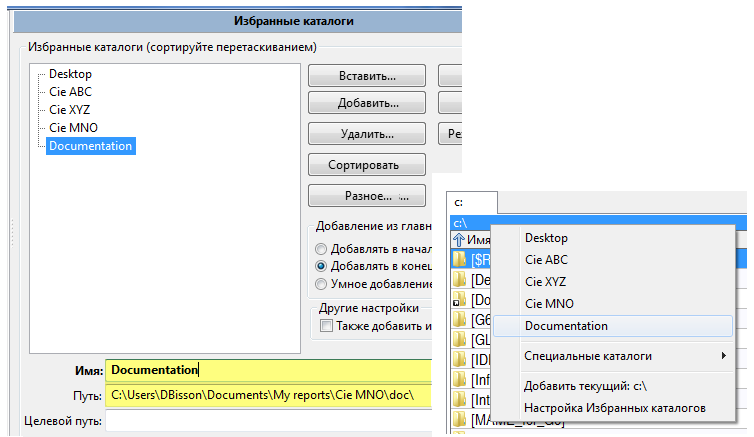 Избранные каталоги
Избранные каталоги (сортируйте перетаскиванием)
Desktop
Cie ABC
Cie XYZ
Cie MNO
Documentation
Вставить...
Добавить...
Удалить...
Сортировать
Разное...
Добавление из главн
Добавлять в начал
Добавлять в конец
Умное добавление
Другие настройки
Также добавить и
Имя: Documentation
Путь: C:\Users\DBisson\Documents\My reports\Cie MNO\doc\
Целевой путь:
c:
c:\
Имя
[$R
[De
[Do
[G6
[GL
[IDI
[Inf
[Int
[MAME_for_GJ]
Desktop
Cie ABC
Cie XYZ
Cie MNO
Documentation
Специальные каталоги
Добавить текущий: c:\
Настройка Избранных каталогов